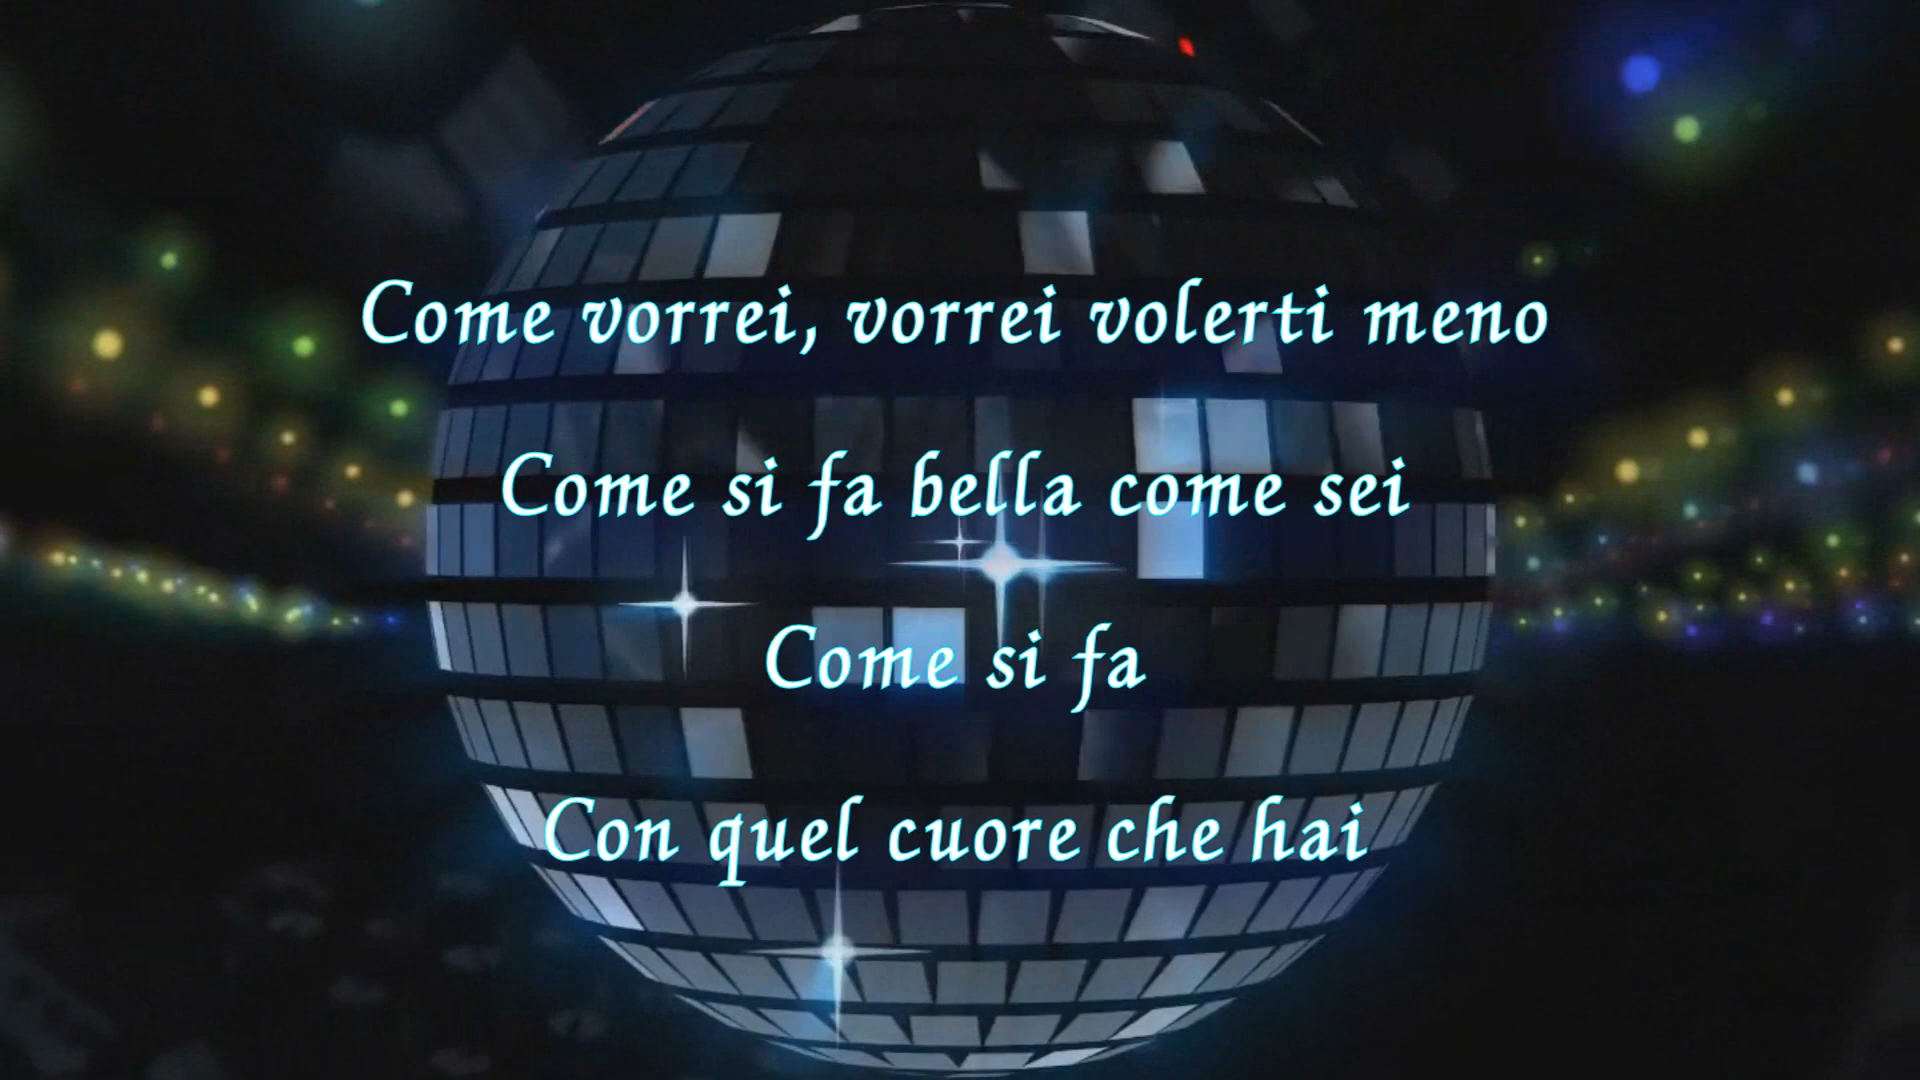 Come vorrei, vorrei volerti meno
Come si fa bella come sei
Come si fa
Con quel cuore che hai